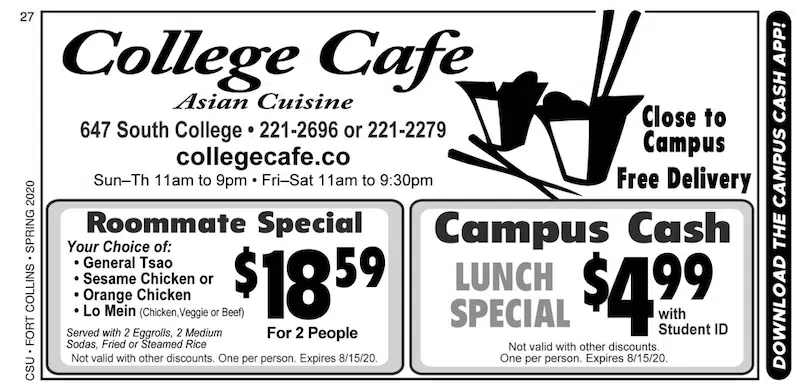 27
College Cafe
Asian Cuisine
647 South College • 221-2696 or 221-2279
collegecafe.co
Sun–Th 11am to 9pm • Fri–Sat 11am to 9:30pm
Close to
Campus
Free Delivery
Roommate Special
Your Choice of:
• General Tsao
• Sesame Chicken or
• Orange Chicken
• Lo Mein (Chicken,Veggie or Beef)
$1859
For 2 People
Served with 2 Eggrolls, 2 Medium
Sodas, Fried or Steamed Rice
Not valid with other discounts. One per person. Expires 8/15/20.
Campus Cash
LUNCH
SPECIAL
$499
with
Student ID
Not valid with other discounts.
One per person. Expires 8/15/20.
CSU • FORT COLLINS • SPRING 2020
DOWNLOAD THE CAMPUS CASH APP!